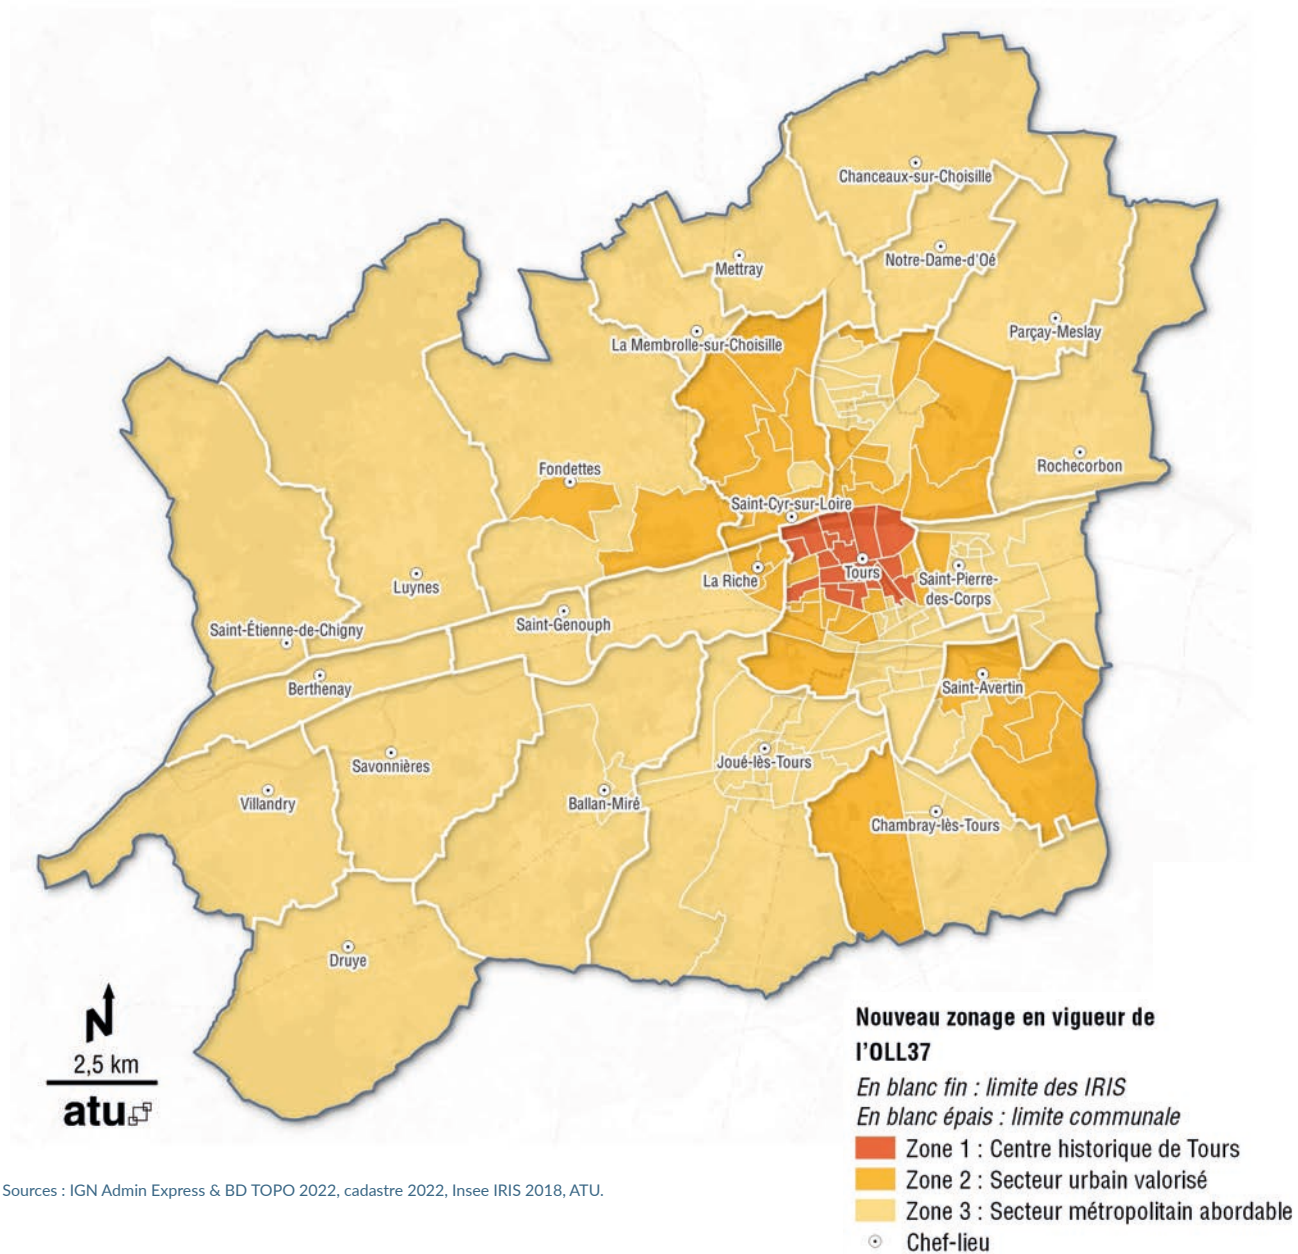 Chanceaux-sur-Choisille
Notre-Dame-d'Oé
Mettray
Parçay-Meslay
La Membrolle-sur-Choisille
Rochecorbon
Fondettes
Saint-Cyr-sur-Loire
La Riche
Tours
Saint-Pierre-
des-Corps
Luynes
Saint-Genouph
Saint-Étienne-de-Chigny
Berthenay
Saint-Avertin
Savonnières
Joué-lès-Tours
Villandry
Ballan-Miré
Chambray-lès-Tours
Druye
N
2,5 km
atu
Nouveau zonage en vigueur de
l'OLL37
En blanc fin : limite des IRIS
En blanc épais : limite communale
Zone 1 : Centre historique de Tours
Zone 2 : Secteur urbain valorisé
Zone 3 : Secteur métropolitain abordable
Chef-lieu
Sources : IGN Admin Express & BD TOPO 2022, cadastre 2022, Insee IRIS 2018, ATU.